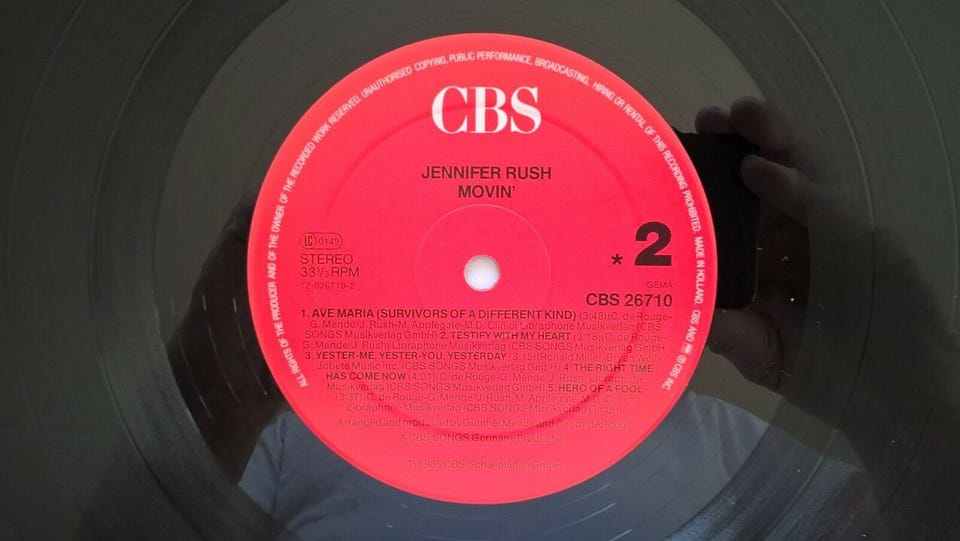 ALL RIGHTS OF THE PRODUCER AND OF THE OWNER OF THE RECORDED WORK RESERVED. UNAUTHORISED COPYING, PUBLIC PERFORMANCE, BROADCASTING, HIRING OR RENTAL OF THIS RECORDING PROHIBITED. MADE IN HOLLAND. CBS AND ℗ CBS INC.
CBS
JENNIFER RUSH
MOVIN'
LC 0149
STEREO
33⅓ RPM
12-026710-2
* 2
GEMA
CBS 26710
1. AVE MARIA (SURVIVORS OF A DIFFERENT KIND) (3:48)(C. de Rouge-
G. Mende/J. Rush-M. Applegate-M.D. Clinic) Libraphone Musikverlag (CBS
SONGS Musikverlag GmbH) 2. TESTIFY WITH MY HEART (3:18)(C. de Rouge-
G. Mende/J. Rush) Libraphone Musikverlag (CBS SONGS Musikverlag GmbH
3. YESTER-ME, YESTER-YOU, YESTERDAY (3:15)(Ronald Miller-Bryan Wells)
Jobete Music Inc. (CBS SONGS Musikverlag GmbH) 4. THE RIGHT TIME
HAS COME NOW (4:01)(C. de Rouge-G. Mende/J. Rush) Libraphone
Musikverlag (CBS SONGS Musikverlag GmbH) 5. HERO OF A FOOL
(3:37)(C. de Rouge-G. Mende/J. Rush-M. Applegate-M.D. Clinic)
Libraphone Musikverlag (CBS SONGS Musikverlag GmbH)
Arranged and produced by Gunther Mende and Candy de Rouge
A CBS SONGS Germany Production
℗ 1985 CBS Schallplatten GmbH